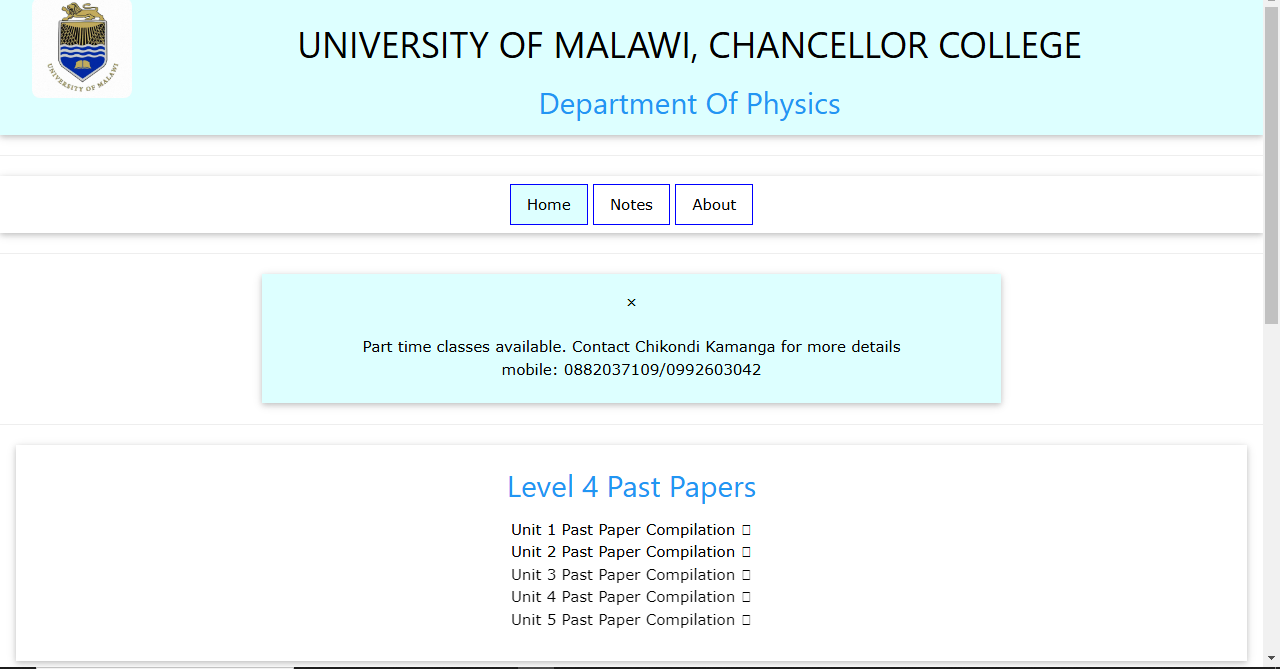 UNIVERSITY OF MALAWI
UNIVERSITY OF MALAWI, CHANCELLOR COLLEGE
Department Of Physics
Home Notes About
×
Part time classes available. Contact Chikondi Kamanga for more details
mobile: 0882037109/0992603042
Level 4 Past Papers
Unit 1 Past Paper Compilation
Unit 2 Past Paper Compilation
Unit 3 Past Paper Compilation
Unit 4 Past Paper Compilation
Unit 5 Past Paper Compilation